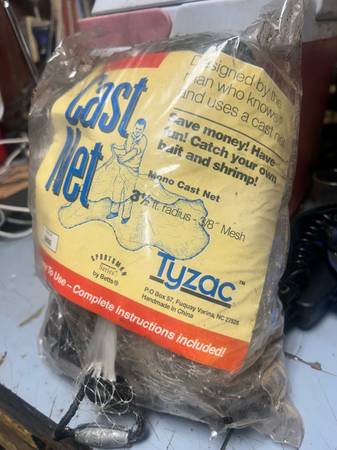 Cast
Net
Designed by the
man who knows
and uses a cast net
Save money! Have
fun! Catch your own
bait and shrimp!
Mono Cast Net
3½ ft. radius - 3/8" Mesh
SPORTSMAN
Series™
by Betts®
Tyzac™
P.O Box 57, Fuquay Varina, NC 27526
Handmade in China
To Use – Complete instructions included!